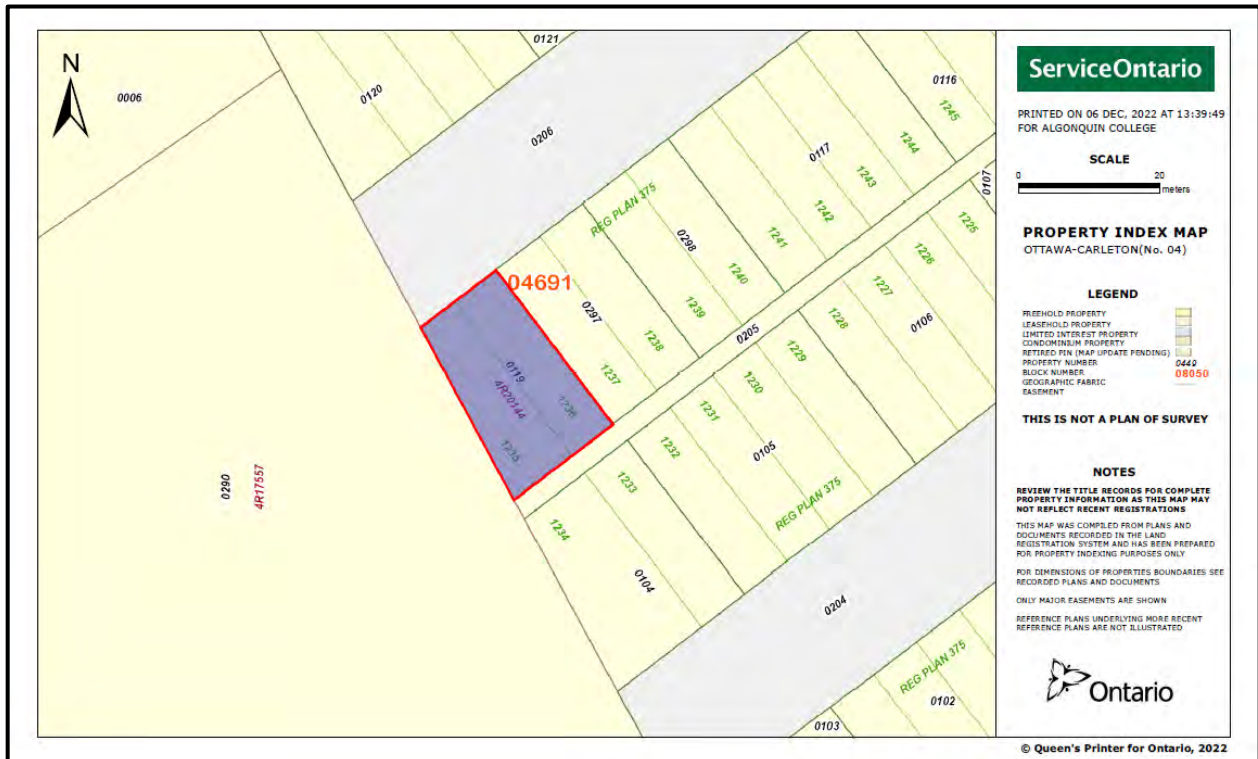 N
0006
0120
0121
0206
0116
1245
0117
1244
1243
1242
1241
0107
REG PLAN 375
0298
1240
1239
1225
1226
1227
0106
1228
0205
04691
0297
1238
1237
0119
4R20144
1236
1235
1229
1230
1231
0105
1232
1233
REG PLAN 375
1234
0104
0290
4R17557
0204
REG PLAN 375
0102
0103
ServiceOntario
PRINTED ON 06 DEC, 2022 AT 13:39:49
FOR ALGONQUIN COLLEGE
SCALE
0 20
meters
PROPERTY INDEX MAP
OTTAWA-CARLETON(No. 04)
LEGEND
FREEHOLD PROPERTY
LEASEHOLD PROPERTY
LIMITED INTEREST PROPERTY
CONDOMINIUM PROPERTY
RETIRED PIN (MAP UPDATE PENDING)
PROPERTY NUMBER 0449
BLOCK NUMBER 08050
GEOGRAPHIC FABRIC
EASEMENT
THIS IS NOT A PLAN OF SURVEY
NOTES
REVIEW THE TITLE RECORDS FOR COMPLETE
PROPERTY INFORMATION AS THIS MAP MAY
NOT REFLECT RECENT REGISTRATIONS
THIS MAP WAS COMPILED FROM PLANS AND
DOCUMENTS RECORDED IN THE LAND
REGISTRATION SYSTEM AND HAS BEEN PREPARED
FOR PROPERTY INDEXING PURPOSES ONLY
FOR DIMENSIONS OF PROPERTIES BOUNDARIES SEE
RECORDED PLANS AND DOCUMENTS
ONLY MAJOR EASEMENTS ARE SHOWN
REFERENCE PLANS UNDERLYING MORE RECENT
REFERENCE PLANS ARE NOT ILLUSTRATED
Ontario
© Queen's Printer for Ontario, 2022